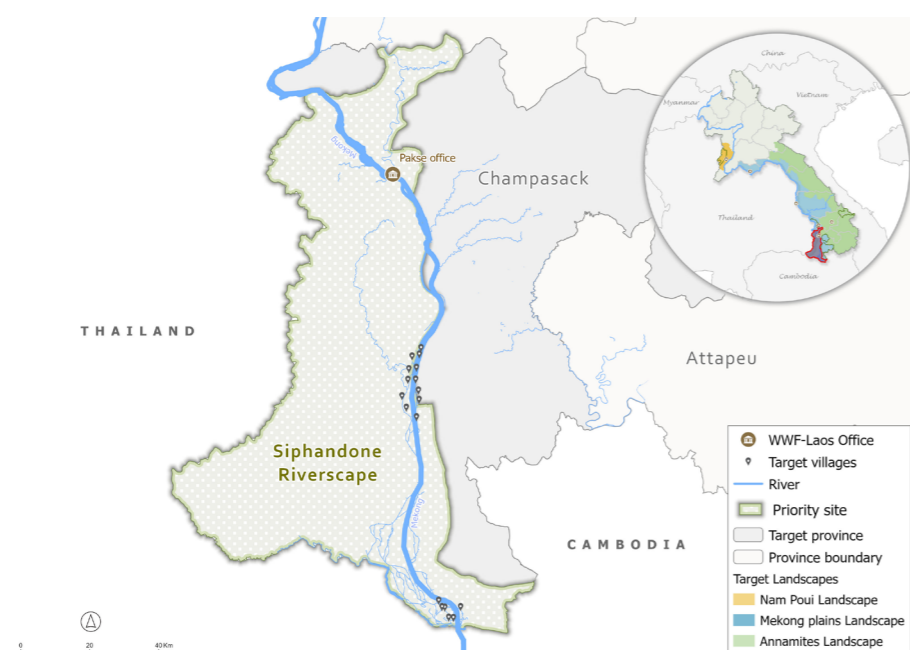 China
Myanmar
Vietnam
Thailand
Cambodia
Mekong
Pakse office
Champasack
THAILAND
Attapeu
Siphandone
Riverscape
Mekong
CAMBODIA
WWF-Laos Office
Target villages
River
Priority site
Target province
Province boundary
Target Landscapes
Nam Poui Landscape
Mekong plains Landscape
Annamites Landscape
0 20 40 Km